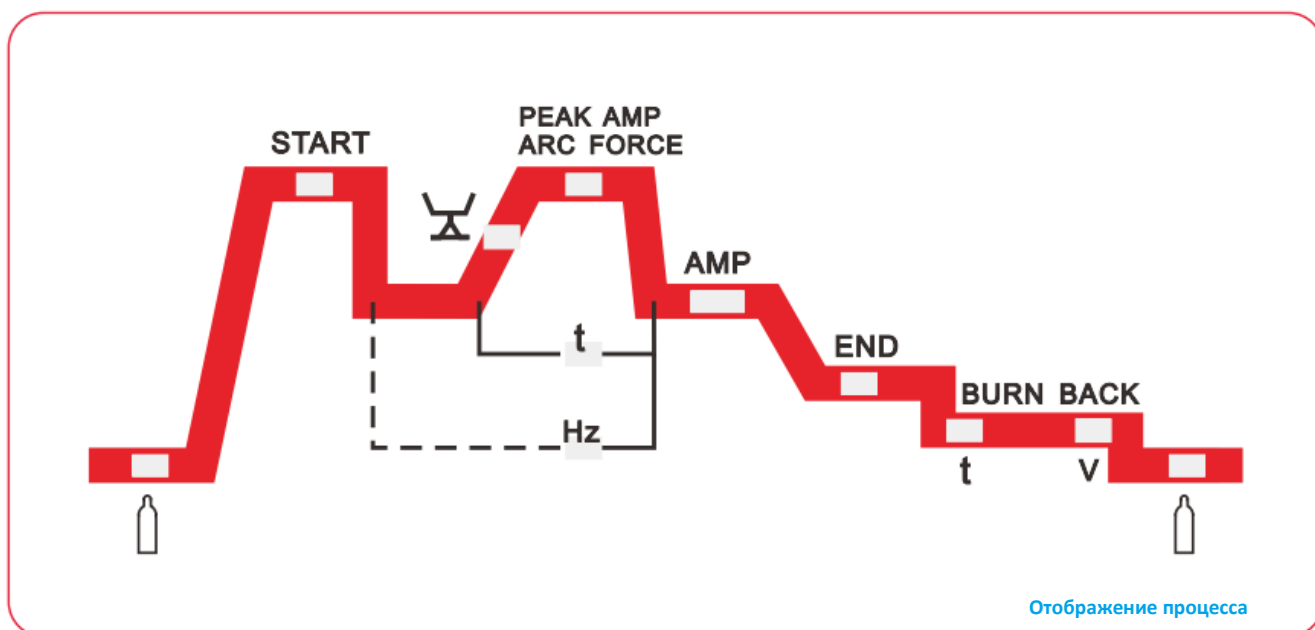 PEAK AMP
ARC FORCE
START
AMP
t
END
BURN BACK
Hz
t
V
Отображение процесса